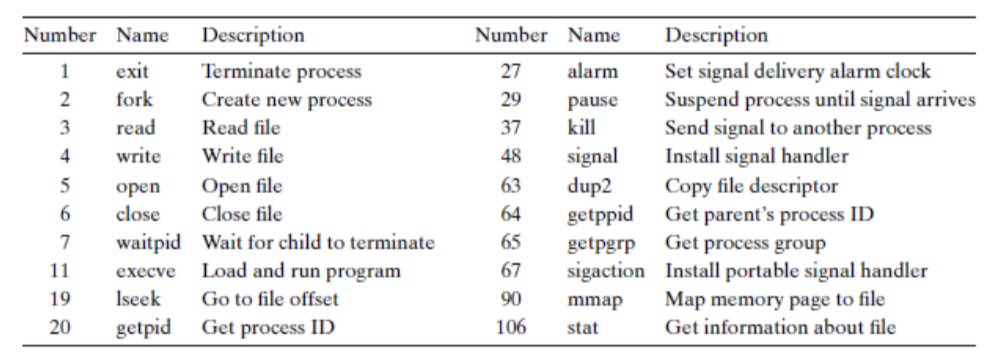 Number Name Description Number Name Description
1 exit Terminate process 27 alarm Set signal delivery alarm clock
2 fork Create new process 29 pause Suspend process until signal arrives
3 read Read file 37 kill Send signal to another process
4 write Write file 48 signal Install signal handler
5 open Open file 63 dup2 Copy file descriptor
6 close Close file 64 getppid Get parent's process ID
7 waitpid Wait for child to terminate 65 getpgrp Get process group
11 execve Load and run program 67 sigaction Install portable signal handler
19 lseek Go to file offset 90 mmap Map memory page to file
20 getpid Get process ID 106 stat Get information about file